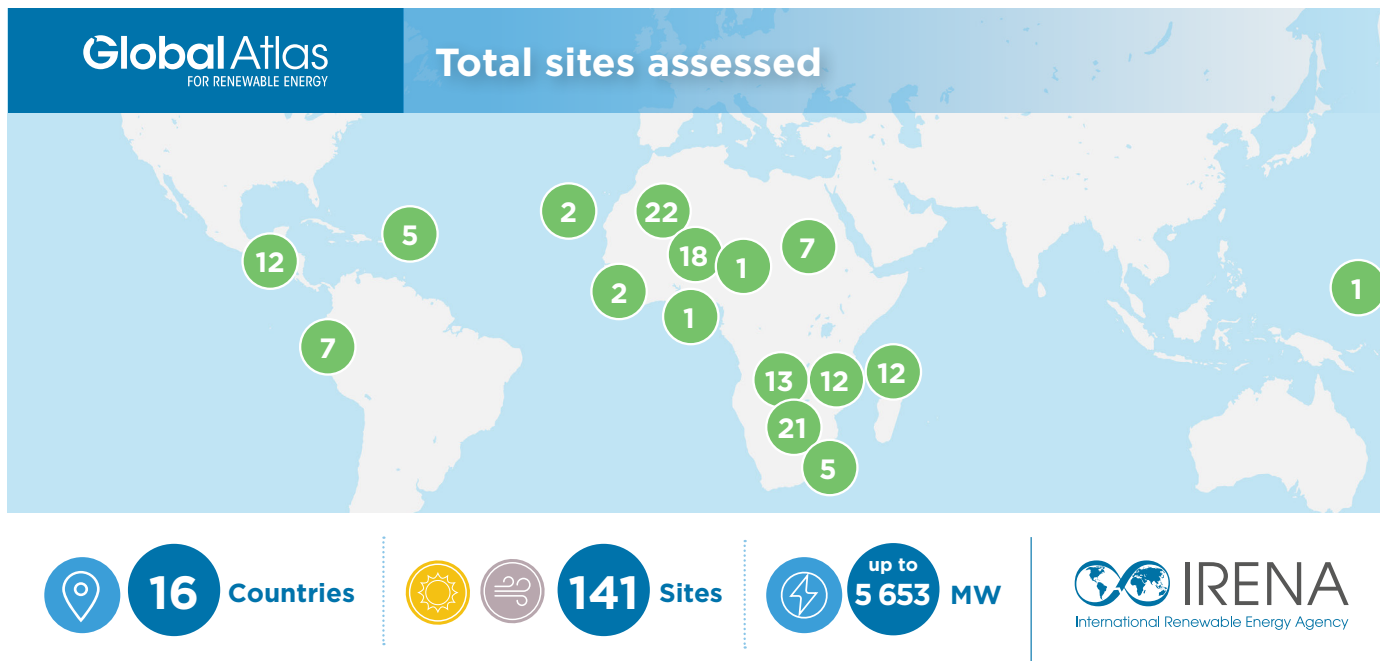 Global Atlas
FOR RENEWABLE ENERGY
Total sites assessed
2
22
5
7
12
18
1
2
1
1
7
13
12
12
21
5
16 Countries
141 Sites
up to
5 653 MW
IRENA
International Renewable Energy Agency